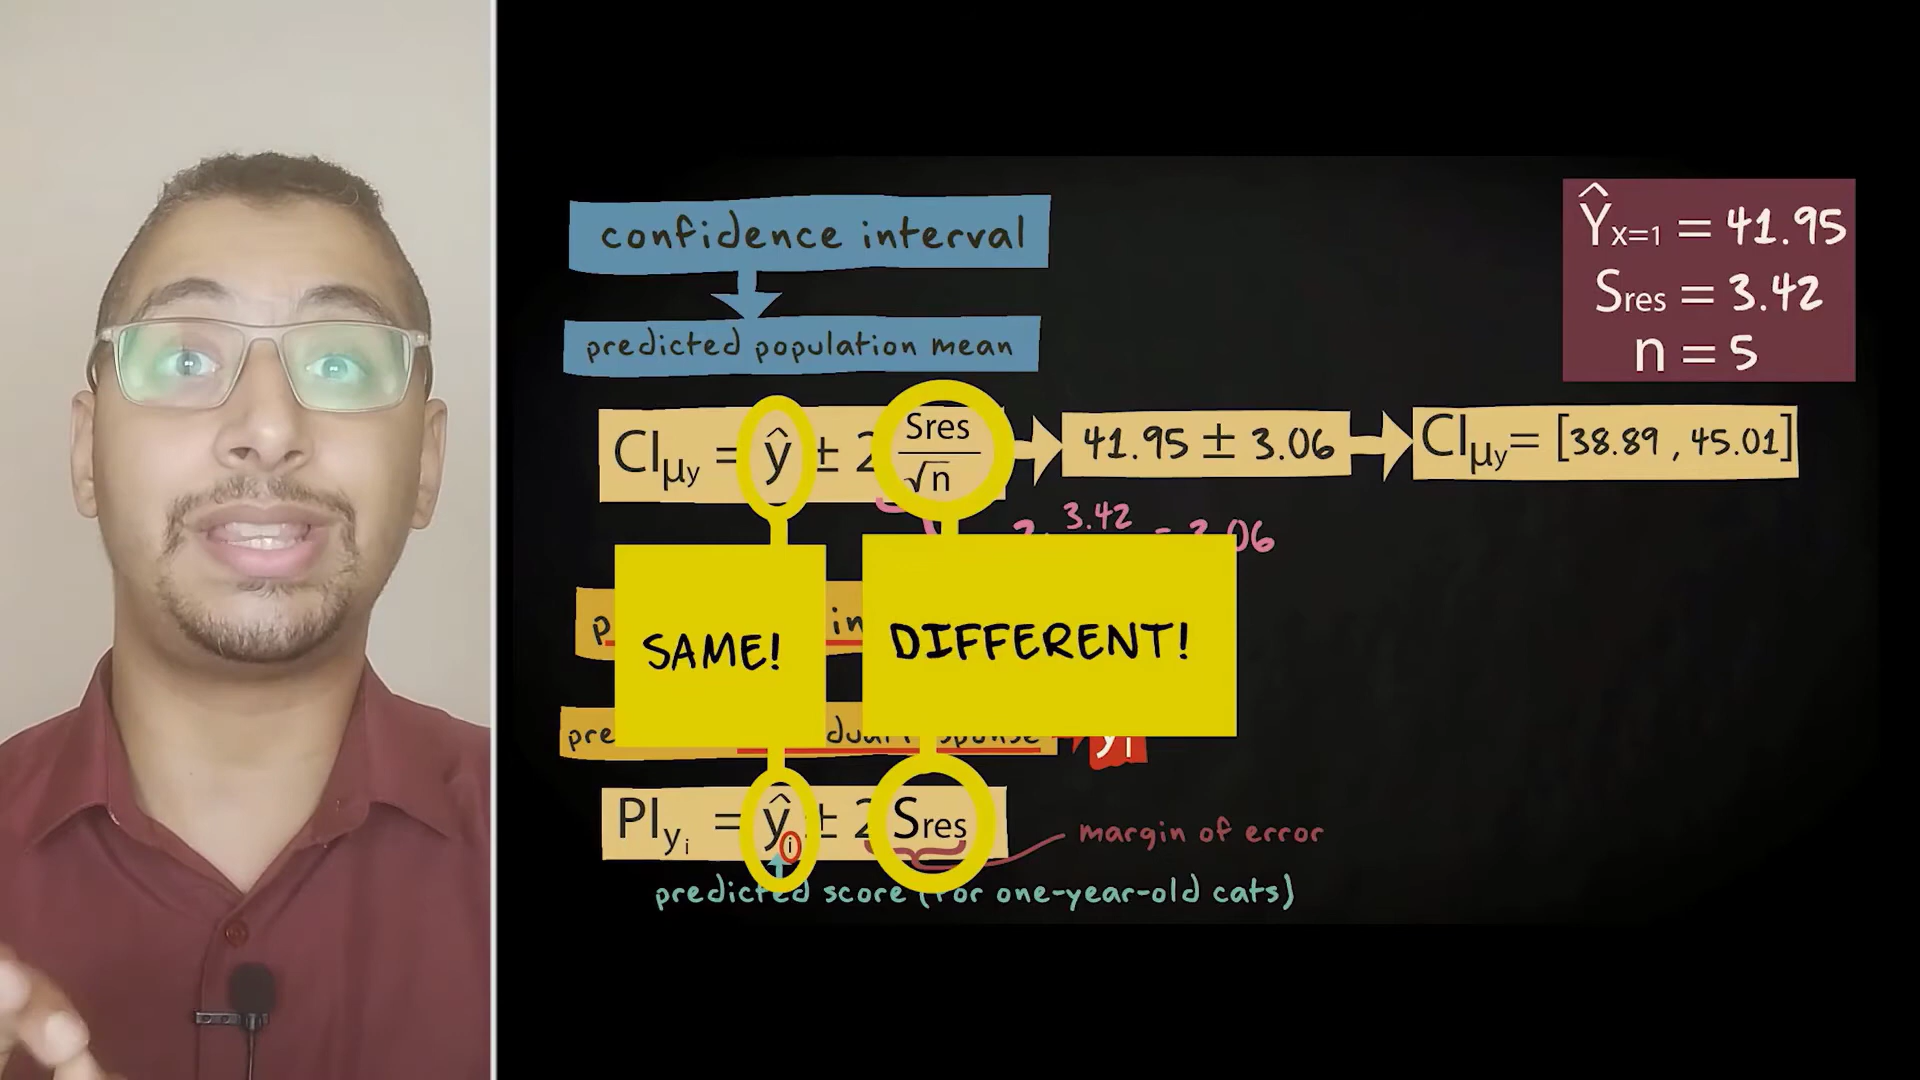 confidence interval
predicted population mean
Ŷx=1 = 41.95
Sres = 3.42
n = 5
CIμy = ŷ ± 2 Sres/√n
41.95 ± 3.06
CIμy = [38.89 , 45.01]
3.42
06
SAME!
DIFFERENT!
PIyi = ŷi ± 2 Sres
margin of error
predicted score (for one-year-old cats)